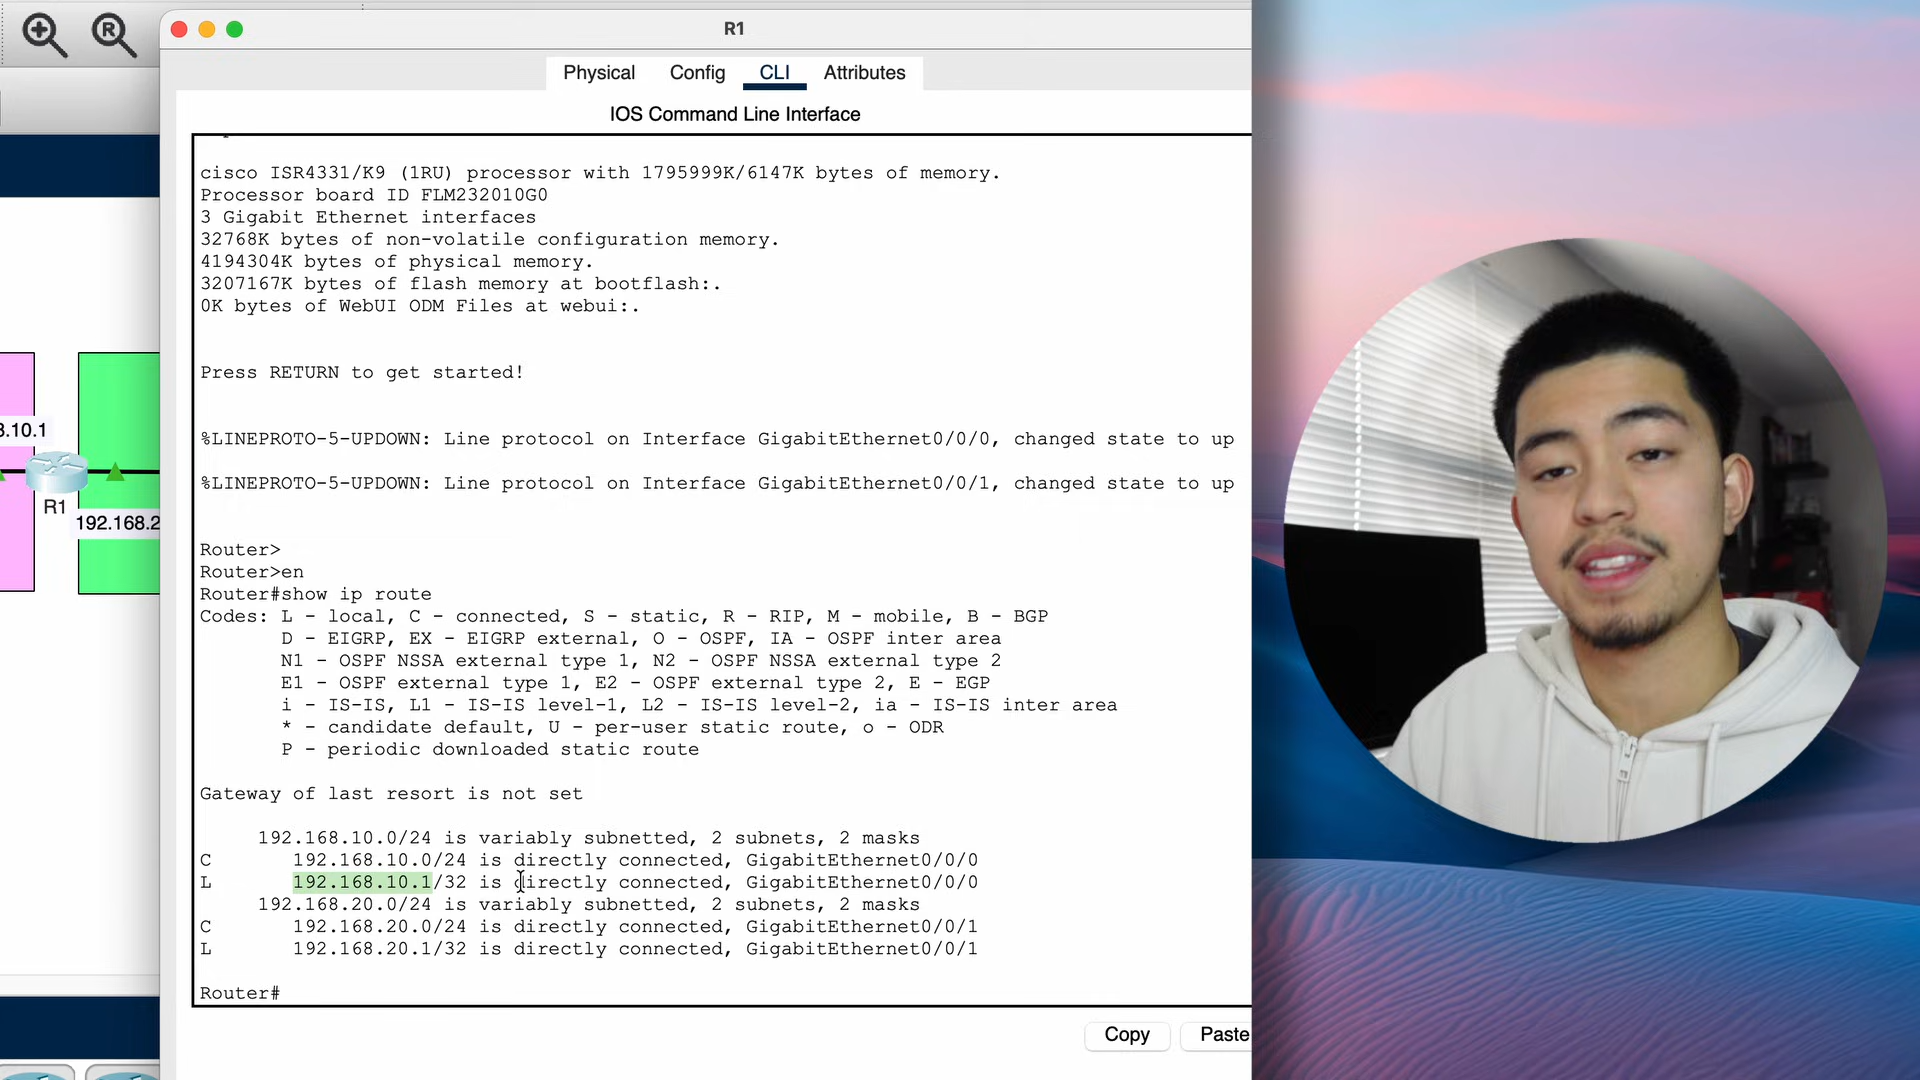 R
R1
Physical Config CLI Attributes
IOS Command Line Interface
cisco ISR4331/K9 (1RU) processor with 1795999K/6147K bytes of memory.
Processor board ID FLM232010G0
3 Gigabit Ethernet interfaces
32768K bytes of non-volatile configuration memory.
4194304K bytes of physical memory.
3207167K bytes of flash memory at bootflash:.
0K bytes of WebUI ODM Files at webui:.
Press RETURN to get started!
%LINEPROTO-5-UPDOWN: Line protocol on Interface GigabitEthernet0/0/0, changed state to up
%LINEPROTO-5-UPDOWN: Line protocol on Interface GigabitEthernet0/0/1, changed state to up
Router>
Router>en
Router#show ip route
Codes: L - local, C - connected, S - static, R - RIP, M - mobile, B - BGP
D - EIGRP, EX - EIGRP external, O - OSPF, IA - OSPF inter area
N1 - OSPF NSSA external type 1, N2 - OSPF NSSA external type 2
E1 - OSPF external type 1, E2 - OSPF external type 2, E - EGP
i - IS-IS, L1 - IS-IS level-1, L2 - IS-IS level-2, ia - IS-IS inter area
* - candidate default, U - per-user static route, o - ODR
P - periodic downloaded static route
Gateway of last resort is not set
192.168.10.0/24 is variably subnetted, 2 subnets, 2 masks
C 192.168.10.0/24 is directly connected, GigabitEthernet0/0/0
L 192.168.10.1/32 is directly connected, GigabitEthernet0/0/0
192.168.20.0/24 is variably subnetted, 2 subnets, 2 masks
C 192.168.20.0/24 is directly connected, GigabitEthernet0/0/1
L 192.168.20.1/32 is directly connected, GigabitEthernet0/0/1
Router#
Copy Paste
.10.1
R1
192.168.2